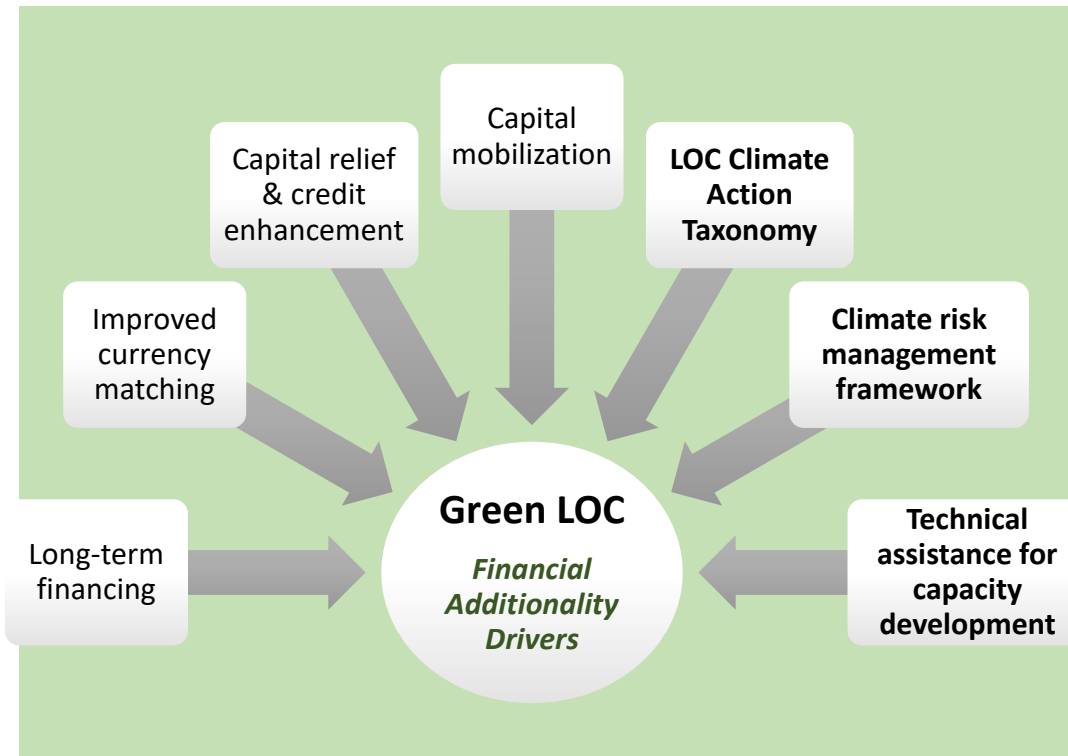 Capital
mobilization
Capital relief
& credit
enhancement
LOC Climate
Action
Taxonomy
Improved
currency
matching
Climate risk
management
framework
Long-term
financing
Green LOC
Financial
Additionality
Drivers
Technical
assistance for
capacity
development